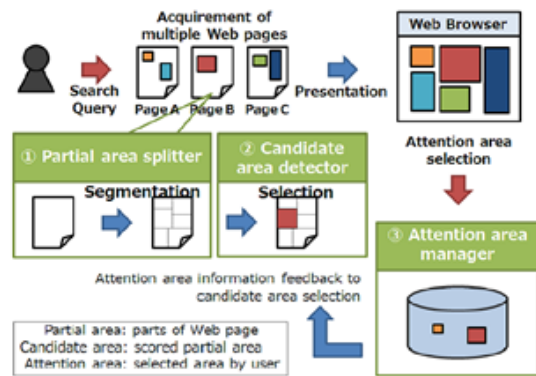 Acquirement of
multiple Web pages
Web Browser
Search
Query
Page A
Page B
Page C
Presentation
① Partial area splitter
② Candidate
area detector
Attention area
selection
Segmentation
Selection
③ Attention area
manager
Attention area information feedback to
candidate area selection
Partial area: parts of Web page
Candidate area: scored partial area
Attention area: selected area by user